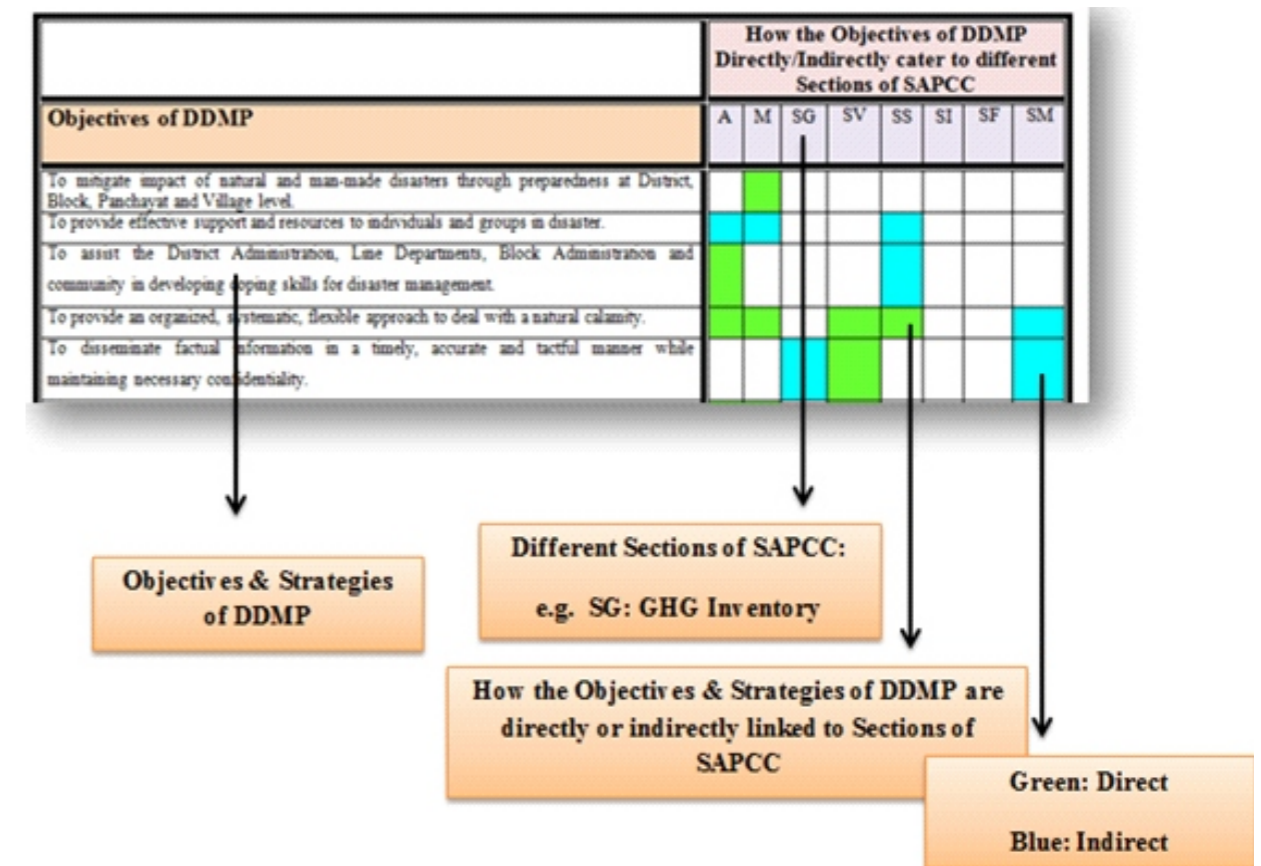 How the Objectives of DDMP
Directly/Indirectly cater to different
Sections of SAPCC
Objectives of DDMP
A M SG SV SS SI SF SM
To mitigate impact of natural and man-made disasters through preparedness at District,
Block, Panchayat and Village level.
To provide effective support and resources to individuals and groups in disaster.
To assist the District Administration, Line Departments, Block Administration and
community in developing coping skills for disaster management.
To provide an organized, systematic, flexible approach to deal with a natural calamity.
To disseminate factual information in a timely, accurate and tactful manner while
maintaining necessary confidentiality.
Objectives & Strategies
of DDMP
Different Sections of SAPCC:
e.g. SG: GHG Inventory
How the Objectives & Strategies of DDMP are
directly or indirectly linked to Sections of
SAPCC
Green: Direct
Blue: Indirect